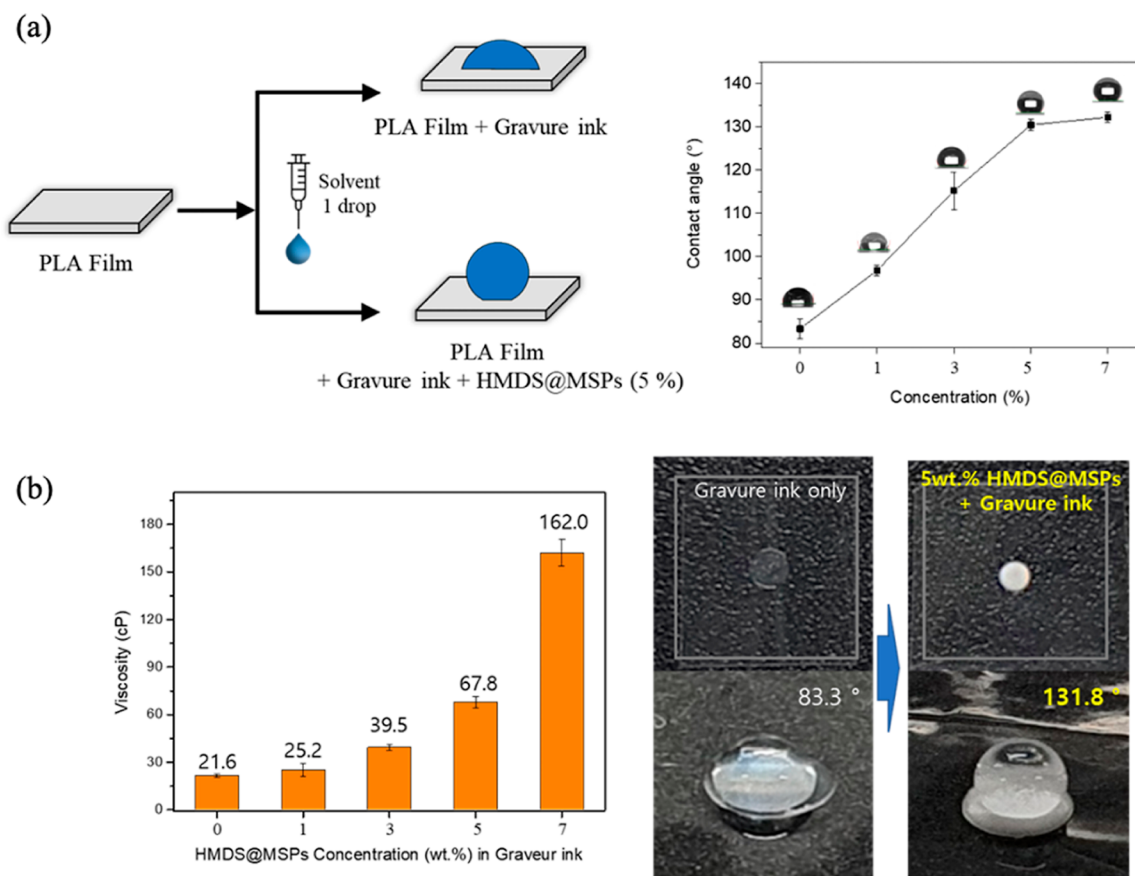 (a)
PLA Film
Solvent
1 drop
PLA Film + Gravure ink
PLA Film
+ Gravure ink + HMDS@MSPs (5 %)
Contact angle (°)
140
130
120
110
100
90
80
0 1 3 5 7
Concentration (%)
(b)
Viscosity (cP)
180
150
120
90
60
30
0
21.6
25.2
39.5
67.8
162.0
0 1 3 5 7
HMDS@MSPs Concentration (wt.%) in Graveur ink
Gravure ink only
83.3 °
5wt.% HMDS@MSPs
+ Gravure ink
131.8 °